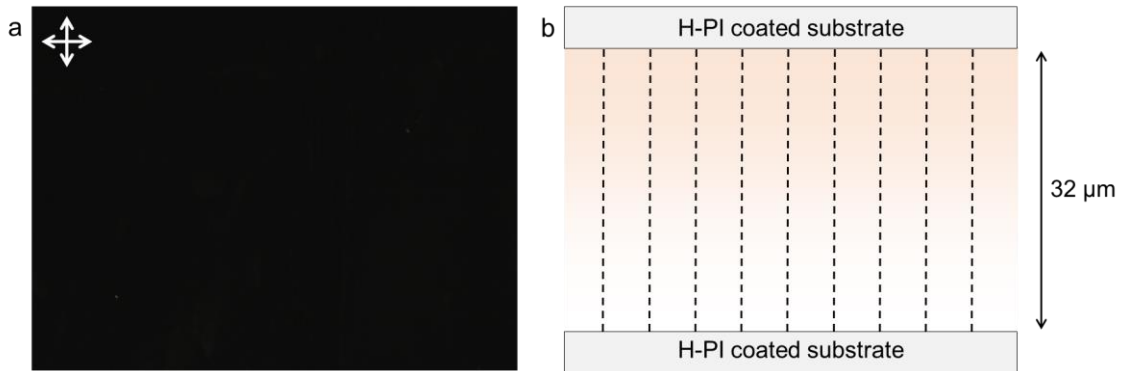 a
b
H-PI coated substrate
32 μm
H-PI coated substrate